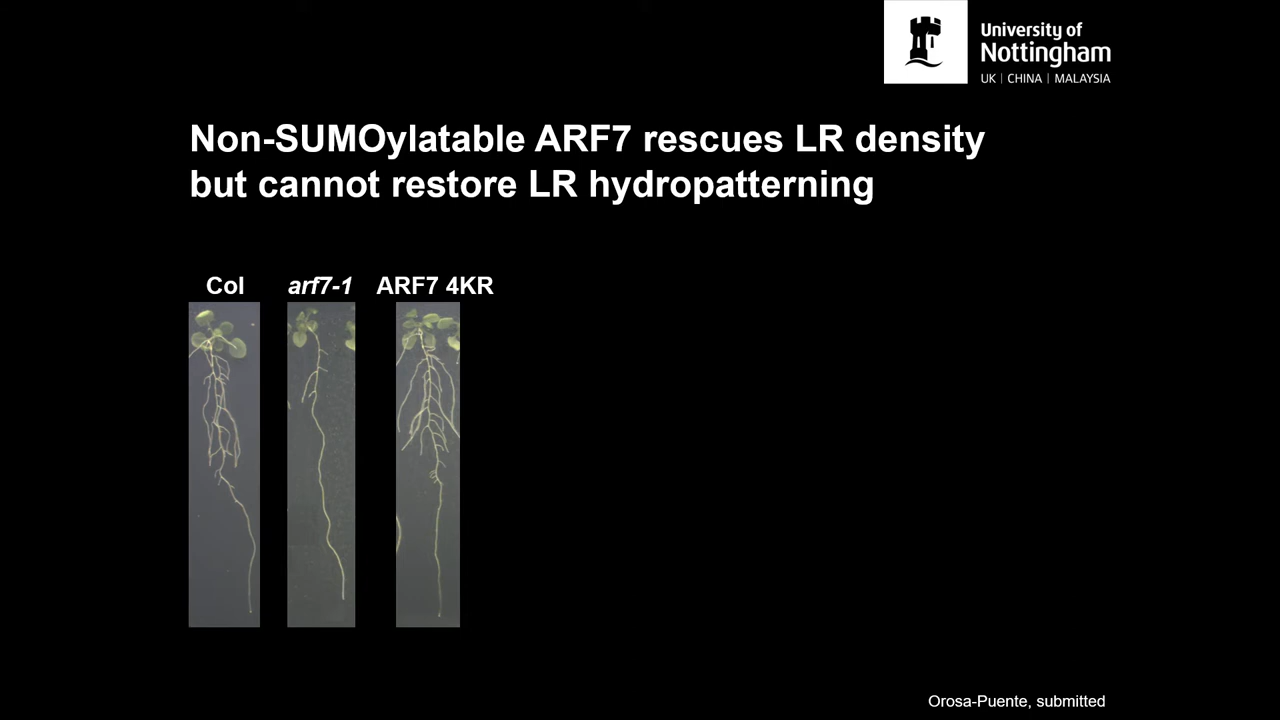 University of
Nottingham
UK | CHINA | MALAYSIA
Non-SUMOylatable ARF7 rescues LR density
but cannot restore LR hydropatterning
Col arf7-1 ARF7 4KR
Orosa-Puente, submitted